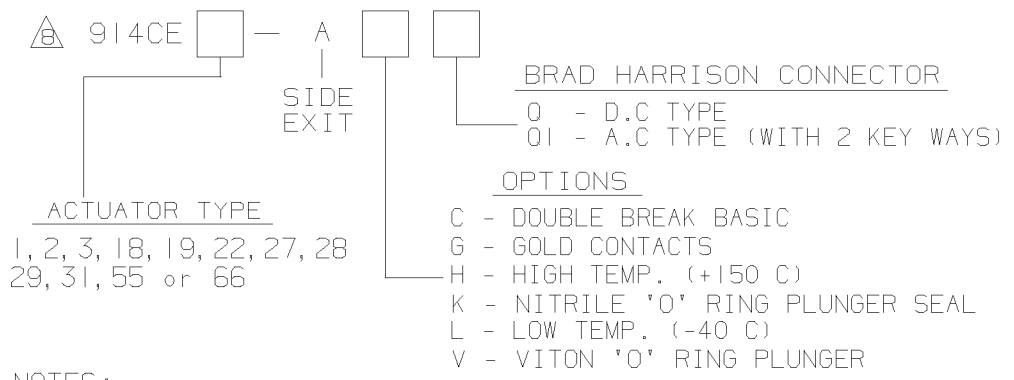 8 914CE - A
SIDE
EXIT
BRAD HARRISON CONNECTOR
Q - D.C TYPE
Q1 - A.C TYPE (WITH 2 KEY WAYS)
OPTIONS
C - DOUBLE BREAK BASIC
G - GOLD CONTACTS
H - HIGH TEMP. (+150 C)
K - NITRILE 'O' RING PLUNGER SEAL
L - LOW TEMP. (-40 C)
V - VITON 'O' RING PLUNGER
ACTUATOR TYPE
1, 2, 3, 18, 19, 22, 27, 28
29, 31, 55 or 66
NOTES: